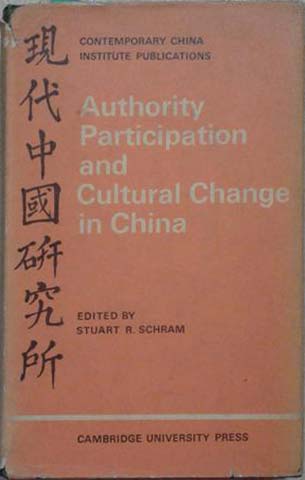 現代中國研究所
CONTEMPORARY CHINA
INSTITUTE PUBLICATIONS
Authority
Participation
and
Cultural Change
in China
EDITED BY
STUART R. SCHRAM
CAMBRIDGE UNIVERSITY PRESS